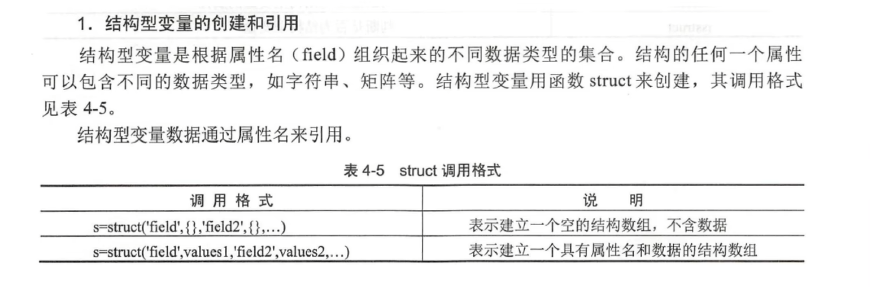 1．结构型变量的创建和引用
结构型变量是根据属性名（field）组织起来的不同数据类型的集合。结构的任何一个属性
可以包含不同的数据类型，如字符串、矩阵等。结构型变量用函数 struct 来创建，其调用格式
见表 4-5。
结构型变量数据通过属性名来引用。
表 4-5 struct 调用格式
调 用 格 式 说 明
s=struct('field',{},'field2',{},…) 表示建立一个空的结构数组，不含数据
s=struct('field',values1,'field2',values2,…) 表示建立一个具有属性名和数据的结构数组